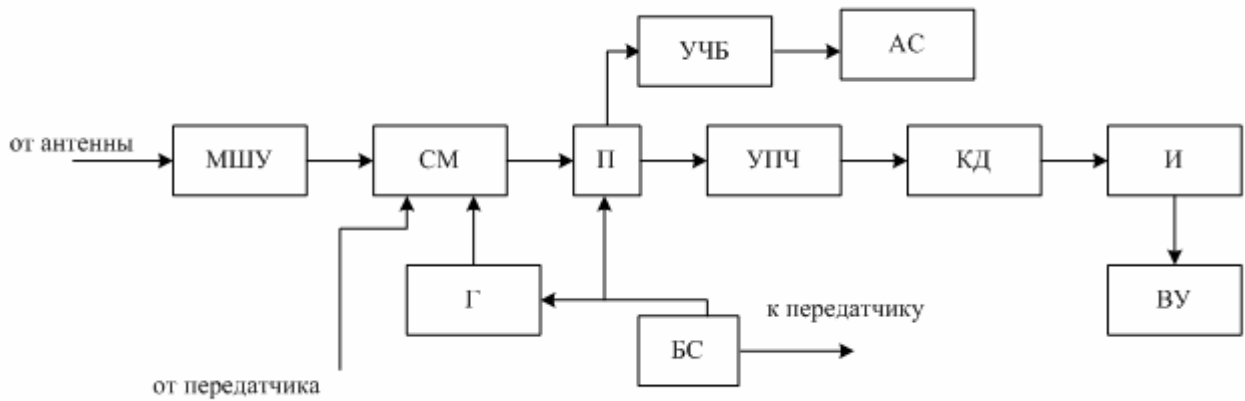 УЧБ
АС
от антенны
МШУ
СМ
П
УПЧ
КД
И
Г
БС
к передатчику
ВУ
от передатчика